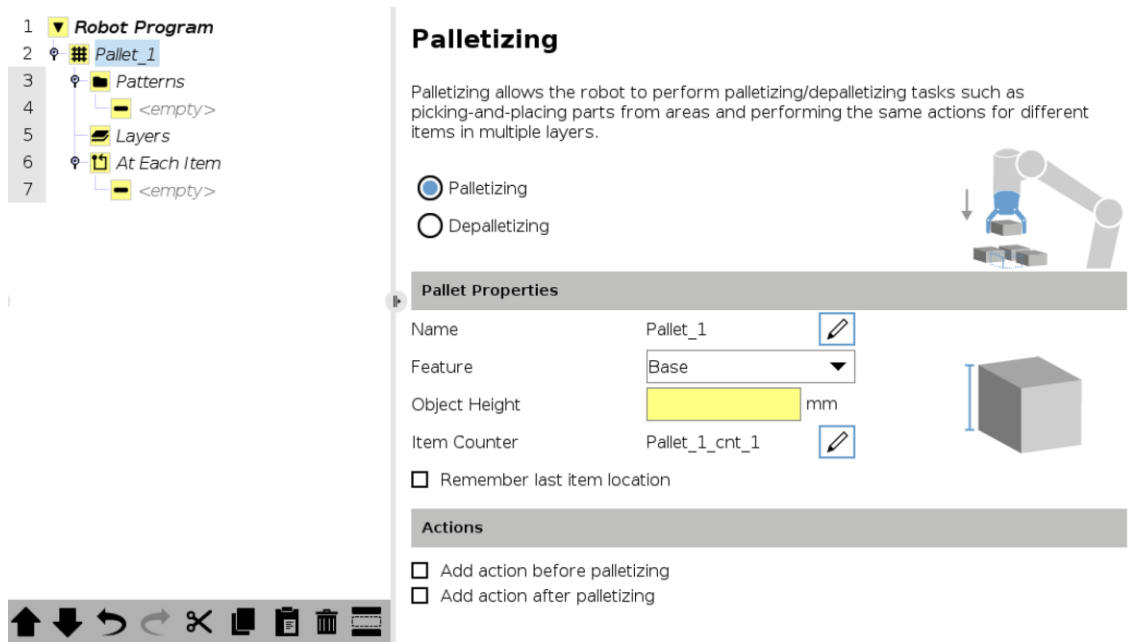 1 Robot Program
2 Pallet_1
3 Patterns
4 <empty>
5 Layers
6 At Each Item
7 <empty>
Palletizing
Palletizing allows the robot to perform palletizing/depalletizing tasks such as
picking-and-placing parts from areas and performing the same actions for different
items in multiple layers.
Palletizing
Depalletizing
Pallet Properties
Name Pallet_1
Feature Base
Object Height mm
Item Counter Pallet_1_cnt_1
Remember last item location
Actions
Add action before palletizing
Add action after palletizing